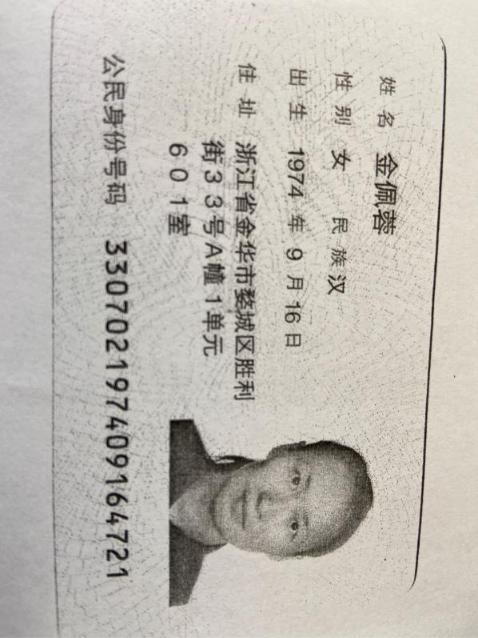 姓名 金佩蓉
性别 女 民族 汉
出生 1974 年 9 月 16 日
住址 浙江省金华市婺城区胜利
街33号A幢1单元
601室
公民身份号码 330702197409164721